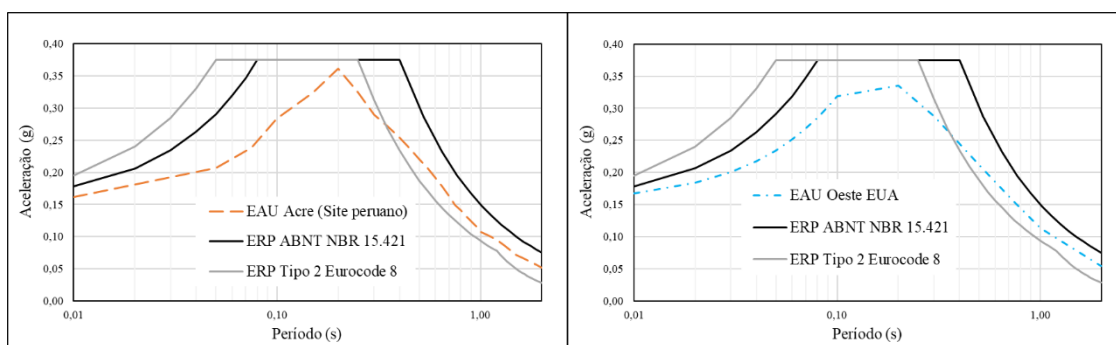 0,40
0,35
0,30
0,25
0,20
0,15
0,10
0,05
0,00
Aceleração (g)
EAU Acre (Site peruano)
ERP ABNT NBR 15.421
ERP Tipo 2 Eurocode 8
0,01 0,10 1,00
Período (s)
0,40
0,35
0,30
0,25
0,20
0,15
0,10
0,05
0,00
Aceleração (g)
EAU Oeste EUA
ERP ABNT NBR 15.421
ERP Tipo 2 Eurocode 8
0,01 0,10 1,00
Período (s)